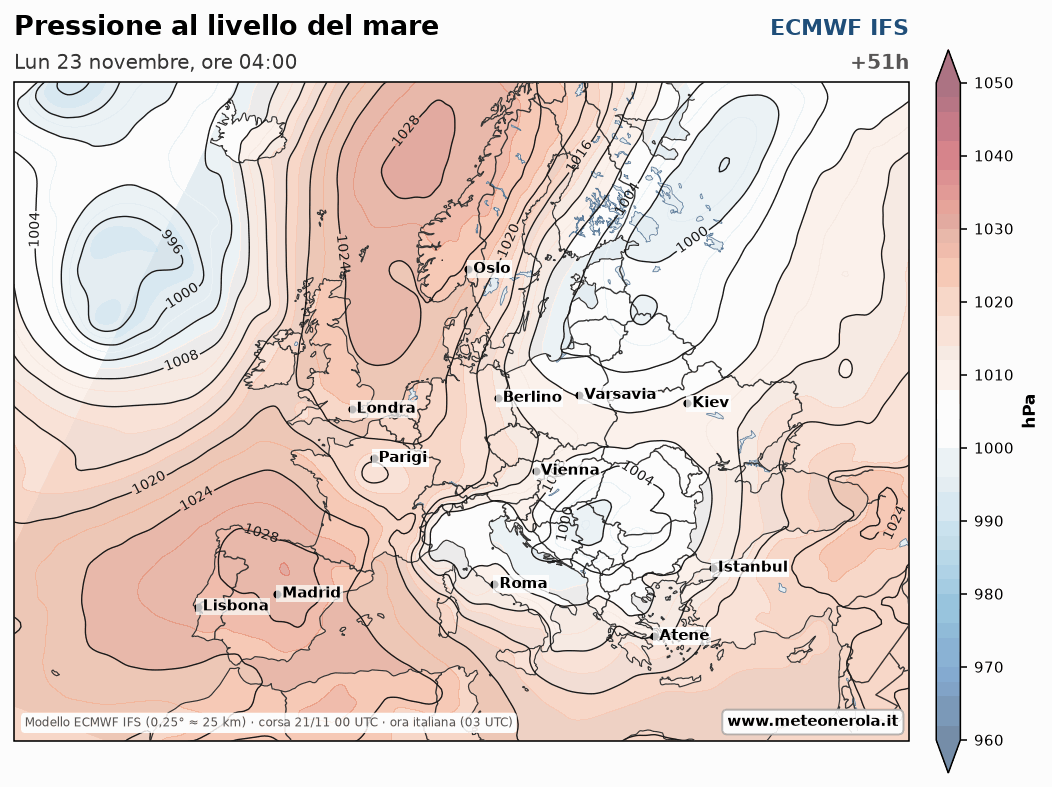 Pressione al livello del mare
ECMWF IFS
Lun 23 novembre, ore 04:00
+51h
1028
1016
1004
1004
996
1000
1020
1024
1000
1008
Oslo
Berlino
Varsavia
Kiev
Londra
Parigi
Vienna
1004
1020
1024
1000
1024
1028
Istanbul
Roma
Madrid
Lisbona
Atene
Modello ECMWF IFS (0,25° ≈ 25 km) · corsa 21/11 00 UTC · ora italiana (03 UTC)
www.meteonerola.it
1050
1040
1030
1020
1010
1000
990
980
970
960
hPa